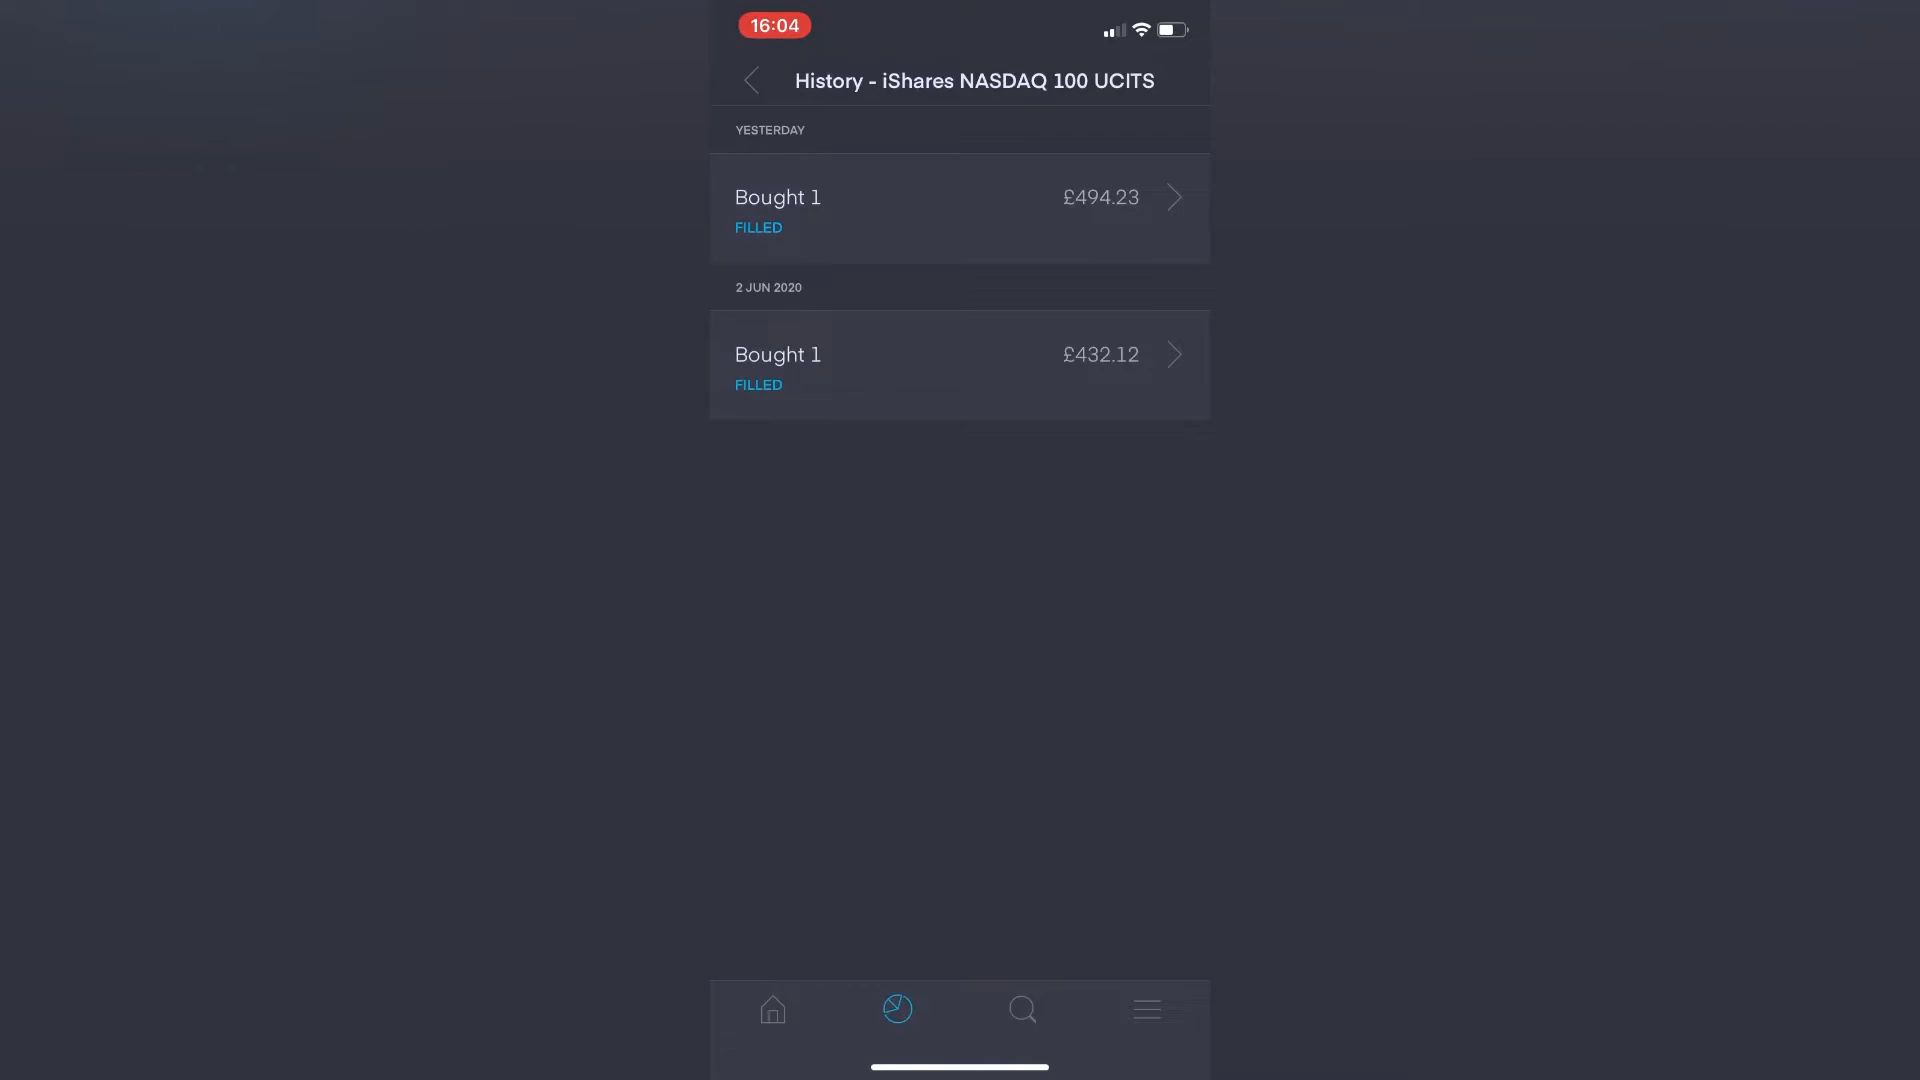 16:04
History - iShares NASDAQ 100 UCITS
YESTERDAY
Bought 1 £494.23
FILLED
2 JUN 2020
Bought 1 £432.12
FILLED